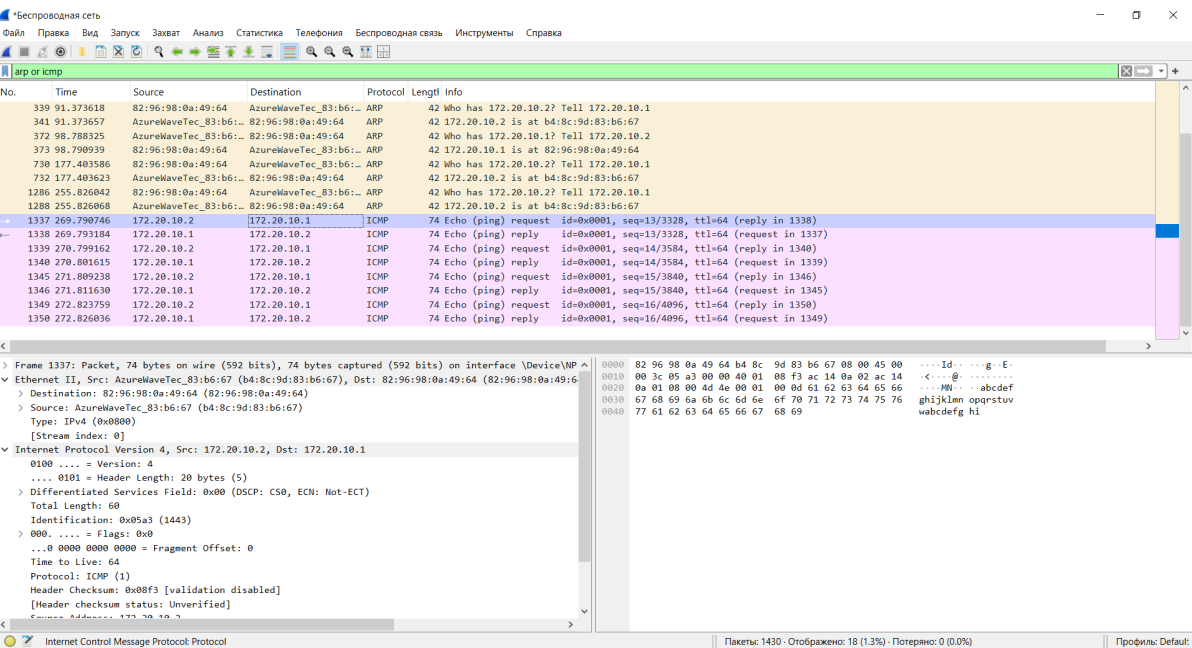 *Беспроводная сеть
Файл Правка Вид Запуск Захват Анализ Статистика Телефония Беспроводная связь Инструменты Справка
arp or icmp
No. Time Source Destination Protocol Lengtl Info
339 91.373618 82:96:98:0a:49:64 AzureWaveTec_83:b6:… ARP 42 Who has 172.20.10.2? Tell 172.20.10.1
341 91.373657 AzureWaveTec_83:b6:… 82:96:98:0a:49:64 ARP 42 172.20.10.2 is at b4:8c:9d:83:b6:67
372 98.788325 AzureWaveTec_83:b6:… 82:96:98:0a:49:64 ARP 42 Who has 172.20.10.1? Tell 172.20.10.2
373 98.790939 82:96:98:0a:49:64 AzureWaveTec_83:b6:… ARP 42 172.20.10.1 is at 82:96:98:0a:49:64
730 177.403586 82:96:98:0a:49:64 AzureWaveTec_83:b6:… ARP 42 Who has 172.20.10.2? Tell 172.20.10.1
732 177.403623 AzureWaveTec_83:b6:… 82:96:98:0a:49:64 ARP 42 172.20.10.2 is at b4:8c:9d:83:b6:67
1286 255.826042 82:96:98:0a:49:64 AzureWaveTec_83:b6:… ARP 42 Who has 172.20.10.2? Tell 172.20.10.1
1288 255.826068 AzureWaveTec_83:b6:… 82:96:98:0a:49:64 ARP 42 172.20.10.2 is at b4:8c:9d:83:b6:67
1337 269.790746 172.20.10.2 172.20.10.1 ICMP 74 Echo (ping) request id=0x0001, seq=13/3328, ttl=64 (reply in 1338)
1338 269.793184 172.20.10.1 172.20.10.2 ICMP 74 Echo (ping) reply id=0x0001, seq=13/3328, ttl=64 (request in 1337)
1339 270.799162 172.20.10.2 172.20.10.1 ICMP 74 Echo (ping) request id=0x0001, seq=14/3584, ttl=64 (reply in 1340)
1340 270.801615 172.20.10.1 172.20.10.2 ICMP 74 Echo (ping) reply id=0x0001, seq=14/3584, ttl=64 (request in 1339)
1345 271.809238 172.20.10.2 172.20.10.1 ICMP 74 Echo (ping) request id=0x0001, seq=15/3840, ttl=64 (reply in 1346)
1346 271.811630 172.20.10.1 172.20.10.2 ICMP 74 Echo (ping) reply id=0x0001, seq=15/3840, ttl=64 (request in 1345)
1349 272.823759 172.20.10.2 172.20.10.1 ICMP 74 Echo (ping) request id=0x0001, seq=16/4096, ttl=64 (reply in 1350)
1350 272.826036 172.20.10.1 172.20.10.2 ICMP 74 Echo (ping) reply id=0x0001, seq=16/4096, ttl=64 (request in 1349)
Frame 1337: Packet, 74 bytes on wire (592 bits), 74 bytes captured (592 bits) on interface \Device\NP
Ethernet II, Src: AzureWaveTec_83:b6:67 (b4:8c:9d:83:b6:67), Dst: 82:96:98:0a:49:64 (82:96:98:0a:49:6
Destination: 82:96:98:0a:49:64 (82:96:98:0a:49:64)
Source: AzureWaveTec_83:b6:67 (b4:8c:9d:83:b6:67)
Type: IPv4 (0x0800)
[Stream index: 0]
Internet Protocol Version 4, Src: 172.20.10.2, Dst: 172.20.10.1
0100 .... = Version: 4
.... 0101 = Header Length: 20 bytes (5)
Differentiated Services Field: 0x00 (DSCP: CS0, ECN: Not-ECT)
Total Length: 60
Identification: 0x05a3 (1443)
000. .... = Flags: 0x0
...0 0000 0000 0000 = Fragment Offset: 0
Time to Live: 64
Protocol: ICMP (1)
Header Checksum: 0x08f3 [validation disabled]
[Header checksum status: Unverified]
Source Address: 172.20.10.2
0000 82 96 98 0a 49 64 b4 8c 9d 83 b6 67 08 00 45 00 ····Id·· ···g··E·
0010 00 3c 05 a3 00 00 40 01 08 f3 ac 14 0a 02 ac 14 ·<····@· ········
0020 0a 01 08 00 4d 4e 00 01 00 0d 61 62 63 64 65 66 ····MN·· ··abcdef
0030 67 68 69 6a 6b 6c 6d 6e 6f 70 71 72 73 74 75 76 ghijklmn opqrstuv
0040 77 61 62 63 64 65 66 67 68 69 wabcdefg hi
Internet Control Message Protocol: Protocol
Пакеты: 1430 · Отображено: 18 (1.3%) · Потеряно: 0 (0.0%)
Профиль: Default